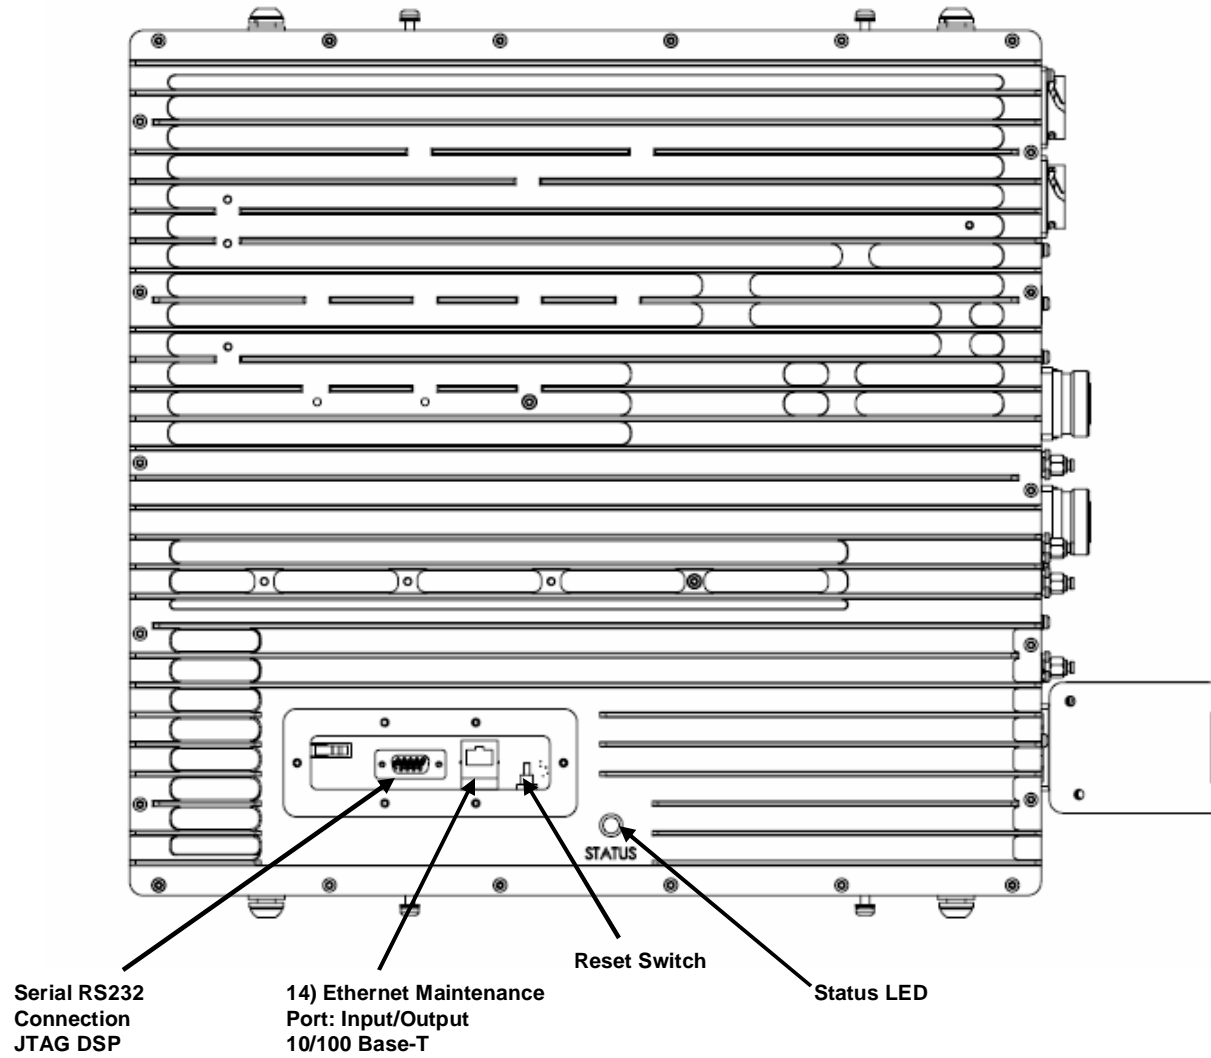 STATUS
Reset Switch
Serial RS232
Connection
JTAG DSP
14) Ethernet Maintenance
Port: Input/Output
10/100 Base-T
Status LED